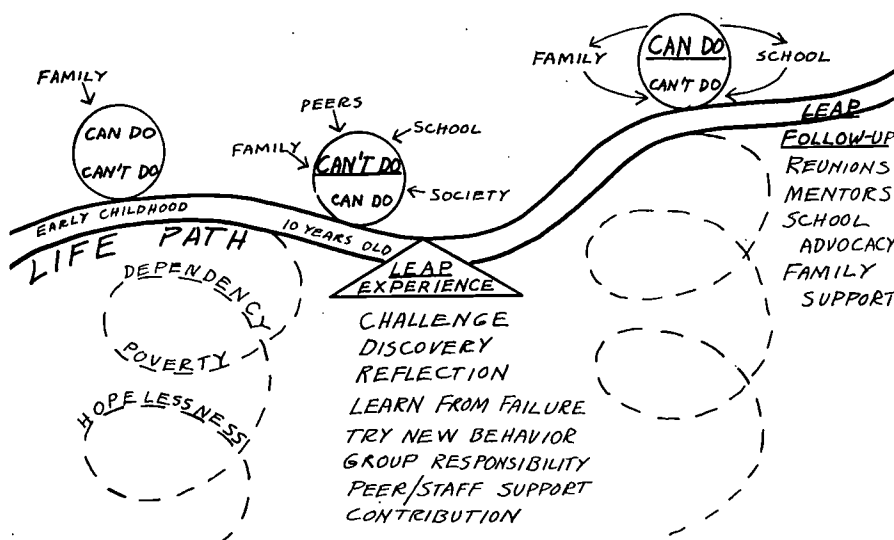 FAMILY
CAN DO
CAN'T DO
PEERS
SCHOOL
FAMILY
CAN'T DO
CAN DO
SOCIETY
FAMILY
CAN DO
CAN'T DO
SCHOOL
EARLY CHILDHOOD
10 YEARS OLD
LIFE PATH
DEPENDENCY
POVERTY
HOPELESSNESS
LEAP
EXPERIENCE
CHALLENGE
DISCOVERY
REFLECTION
LEARN FROM FAILURE
TRY NEW BEHAVIOR
GROUP RESPONSIBILITY
PEER/STAFF SUPPORT
CONTRIBUTION
LEAP
FOLLOW-UP
REUNIONS
MENTORS
SCHOOL
ADVOCACY
FAMILY
SUPPORT